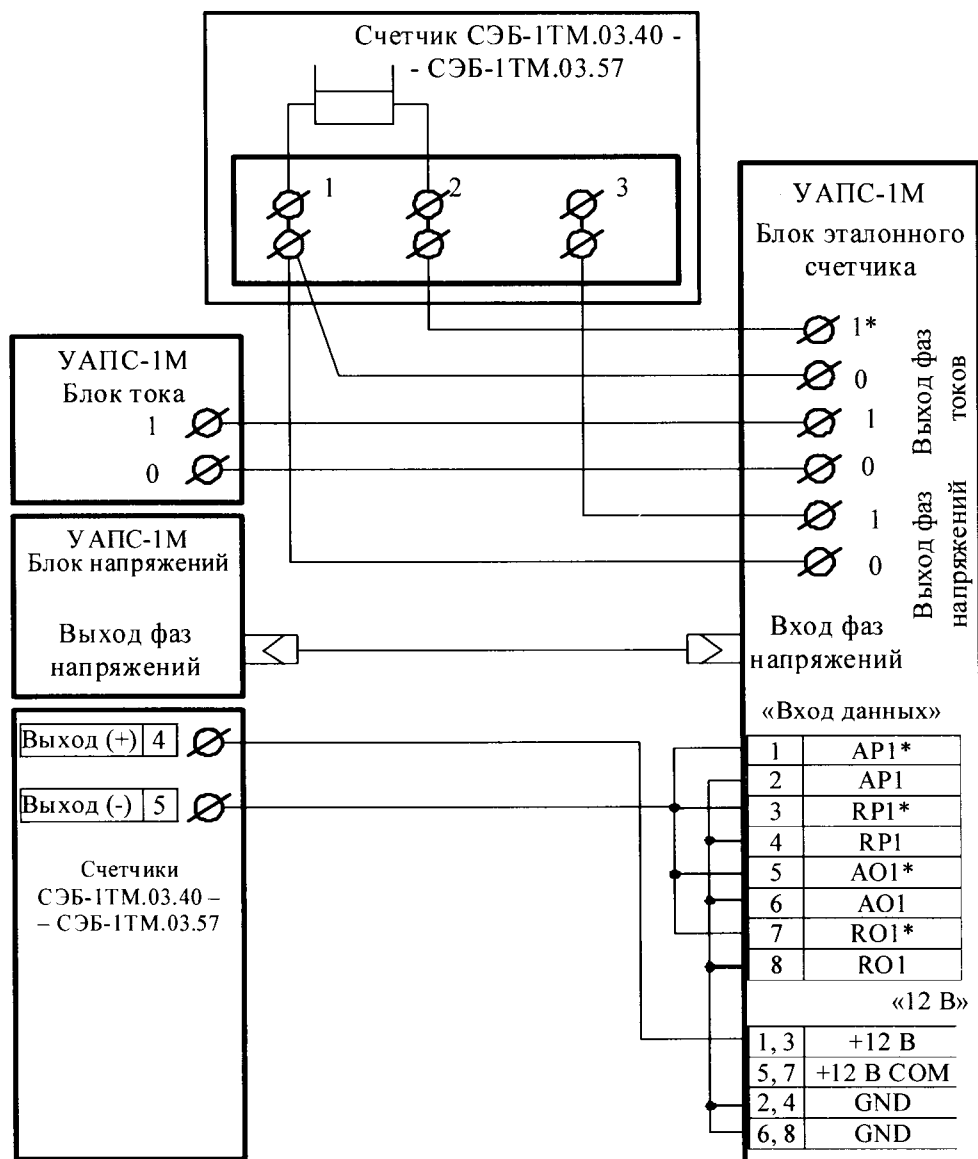 Счетчик СЭБ-1ТМ.03.40 -
- СЭБ-1ТМ.03.57
1
2
3
УАПС-1М
Блок эталонного
счетчика
1*
0
1
0
1
0
Выход фаз
токов
Выход фаз
напряжений
УАПС-1М
Блок тока
1
0
УАПС-1М
Блок напряжений
Выход фаз
напряжений
Вход фаз
напряжений
Выход (+) 4
Выход (-) 5
Счетчики
СЭБ-1ТМ.03.40 –
– СЭБ-1ТМ.03.57
«Вход данных»
1 AP1*
2 AP1
3 RP1*
4 RP1
5 AO1*
6 AO1
7 RO1*
8 RO1
«12 В»
1, 3 +12 В
5, 7 +12 В COM
2, 4 GND
6, 8 GND